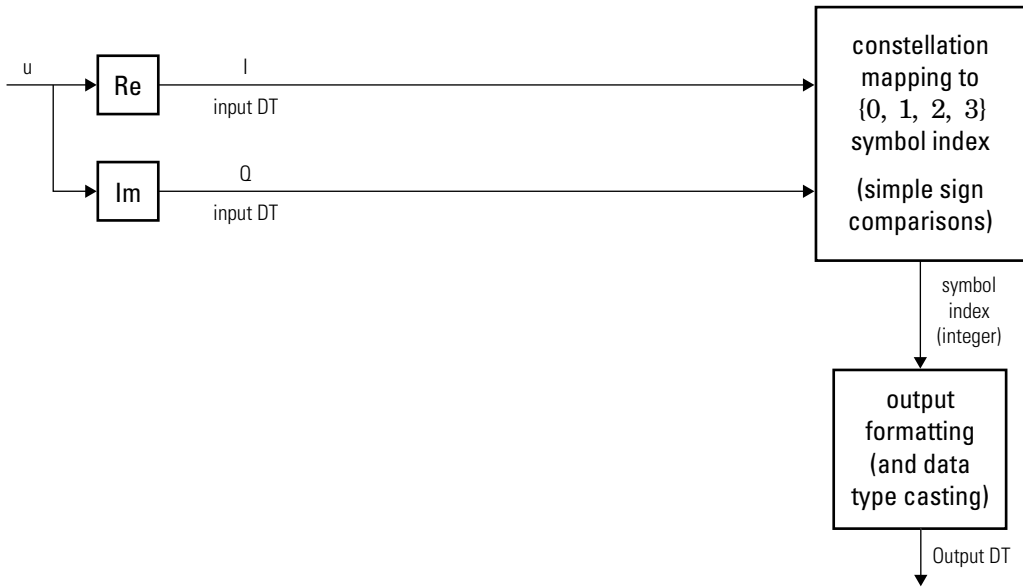 u
Re
I
input DT
Im
Q
input DT
constellation
mapping to
{0, 1, 2, 3}
symbol index
(simple sign
comparisons)
symbol
index
(integer)
output
formatting
(and data
type casting)
Output DT